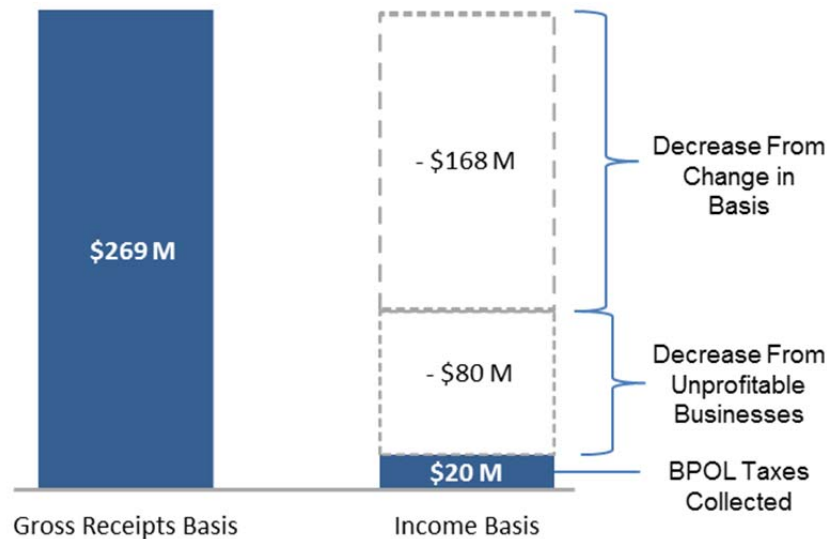 $269 M
- $168 M
- $80 M
$20 M
Decrease From
Change in
Basis
Decrease From
Unprofitable
Businesses
BPOL Taxes
Collected
Gross Receipts Basis
Income Basis